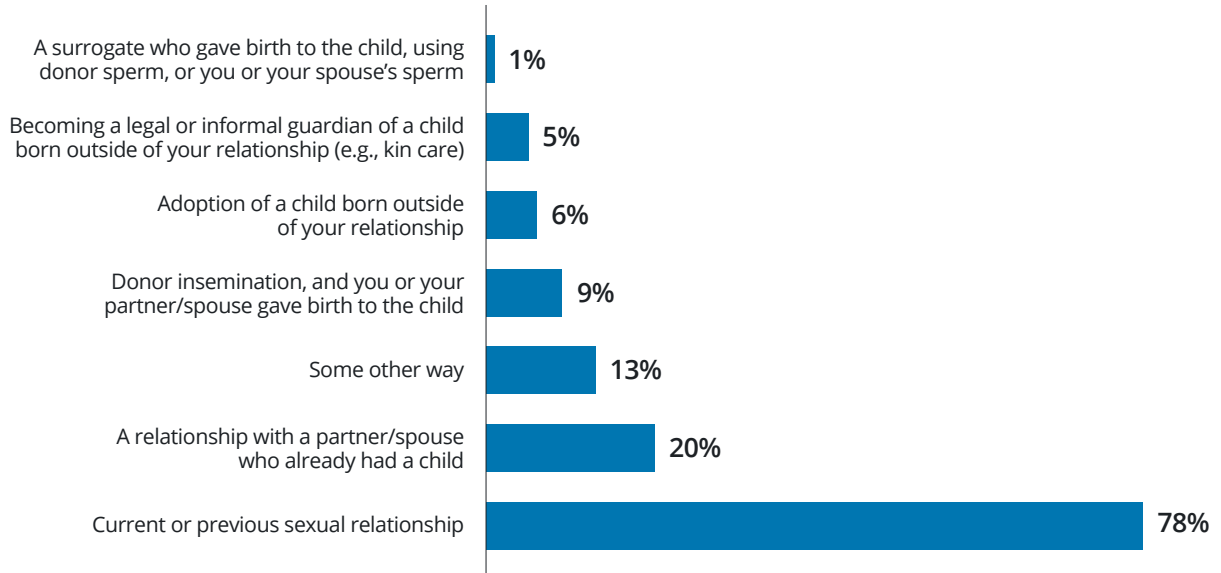 A surrogate who gave birth to the child, using
donor sperm, or you or your spouse’s sperm
1%
Becoming a legal or informal guardian of a child
born outside of your relationship (e.g., kin care)
5%
Adoption of a child born outside
of your relationship
6%
Donor insemination, and you or your
partner/spouse gave birth to the child
9%
Some other way
13%
A relationship with a partner/spouse
who already had a child
20%
Current or previous sexual relationship
78%